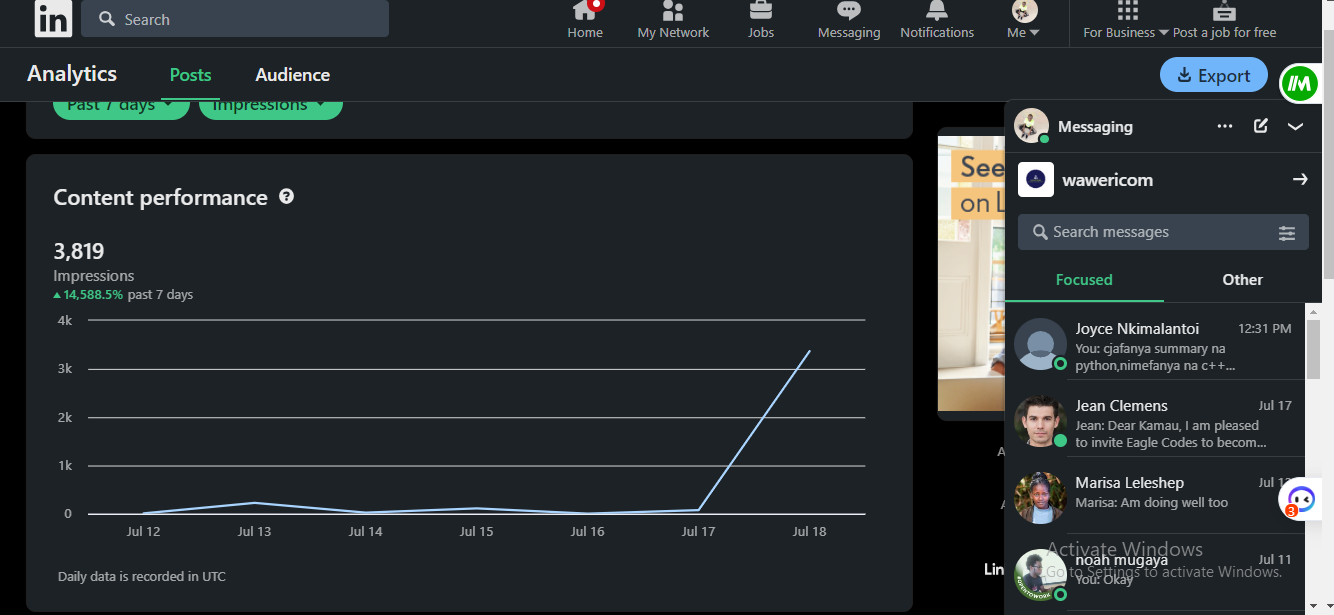 in
Search
Home
My Network
Jobs
Messaging
Notifications
Me
For Business
Post a job for free
Analytics
Posts
Audience
Export
Past 7 days
Impressions
Content performance
3,819
Impressions
14,588.5% past 7 days
4k
3k
2k
1k
0
Jul 12
Jul 13
Jul 14
Jul 15
Jul 16
Jul 17
Jul 18
Daily data is recorded in UTC
See
on L
A
A
Lin
Messaging
wawericom
Search messages
Focused
Other
Joyce Nkimalantoi 12:31 PM
You: cjafanya summary na
python,nimefanya na c++...
Jean Clemens Jul 17
Jean: Dear Kamau, I am pleased
to invite Eagle Codes to becom...
Marisa Leleshep Jul
Marisa: Am doing well too
3
noah mugaya Jul 11
You: Okay
#OPENTOWORK
Activate Windows
Go to Settings to activate Windows.